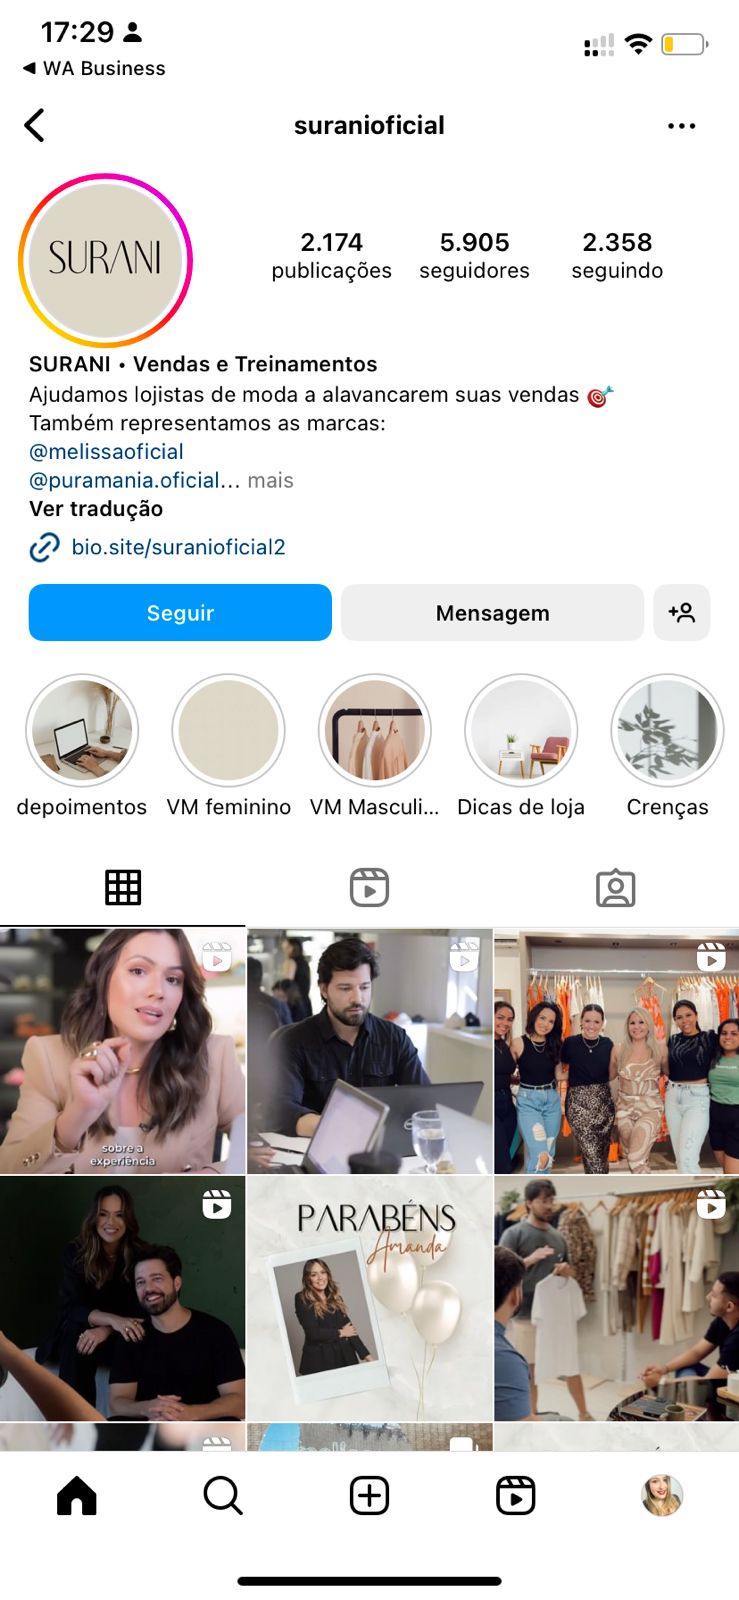 17:29
WA Business
suranioficial
SURANI
2.174
publicações
5.905
seguidores
2.358
seguindo
SURANI • Vendas e Treinamentos
Ajudamos lojistas de moda a alavancarem suas vendas 🎯
Também representamos as marcas:
@melissaoficial
@puramania.oficial... mais
Ver tradução
bio.site/suranioficial2
Seguir
Mensagem
depoimentos
VM feminino
VM Masculi...
Dicas de loja
Crenças
sobre a
experiência
PARABÉNS
Amanda